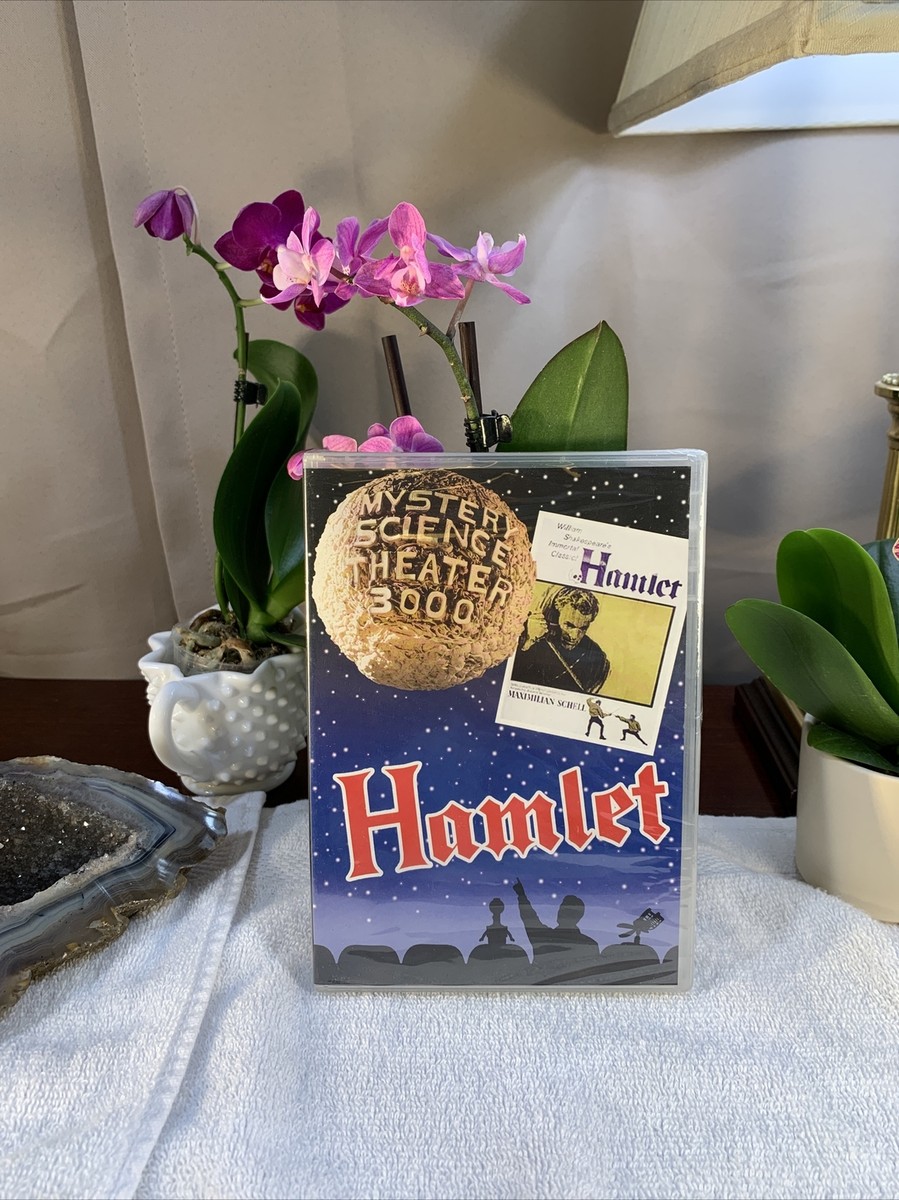 MYSTERY
SCIENCE
THEATER
3000
William
Shakespeare's
Immortal
Classic!
Hamlet
MAXIMILIAN SCHELL
Hamlet